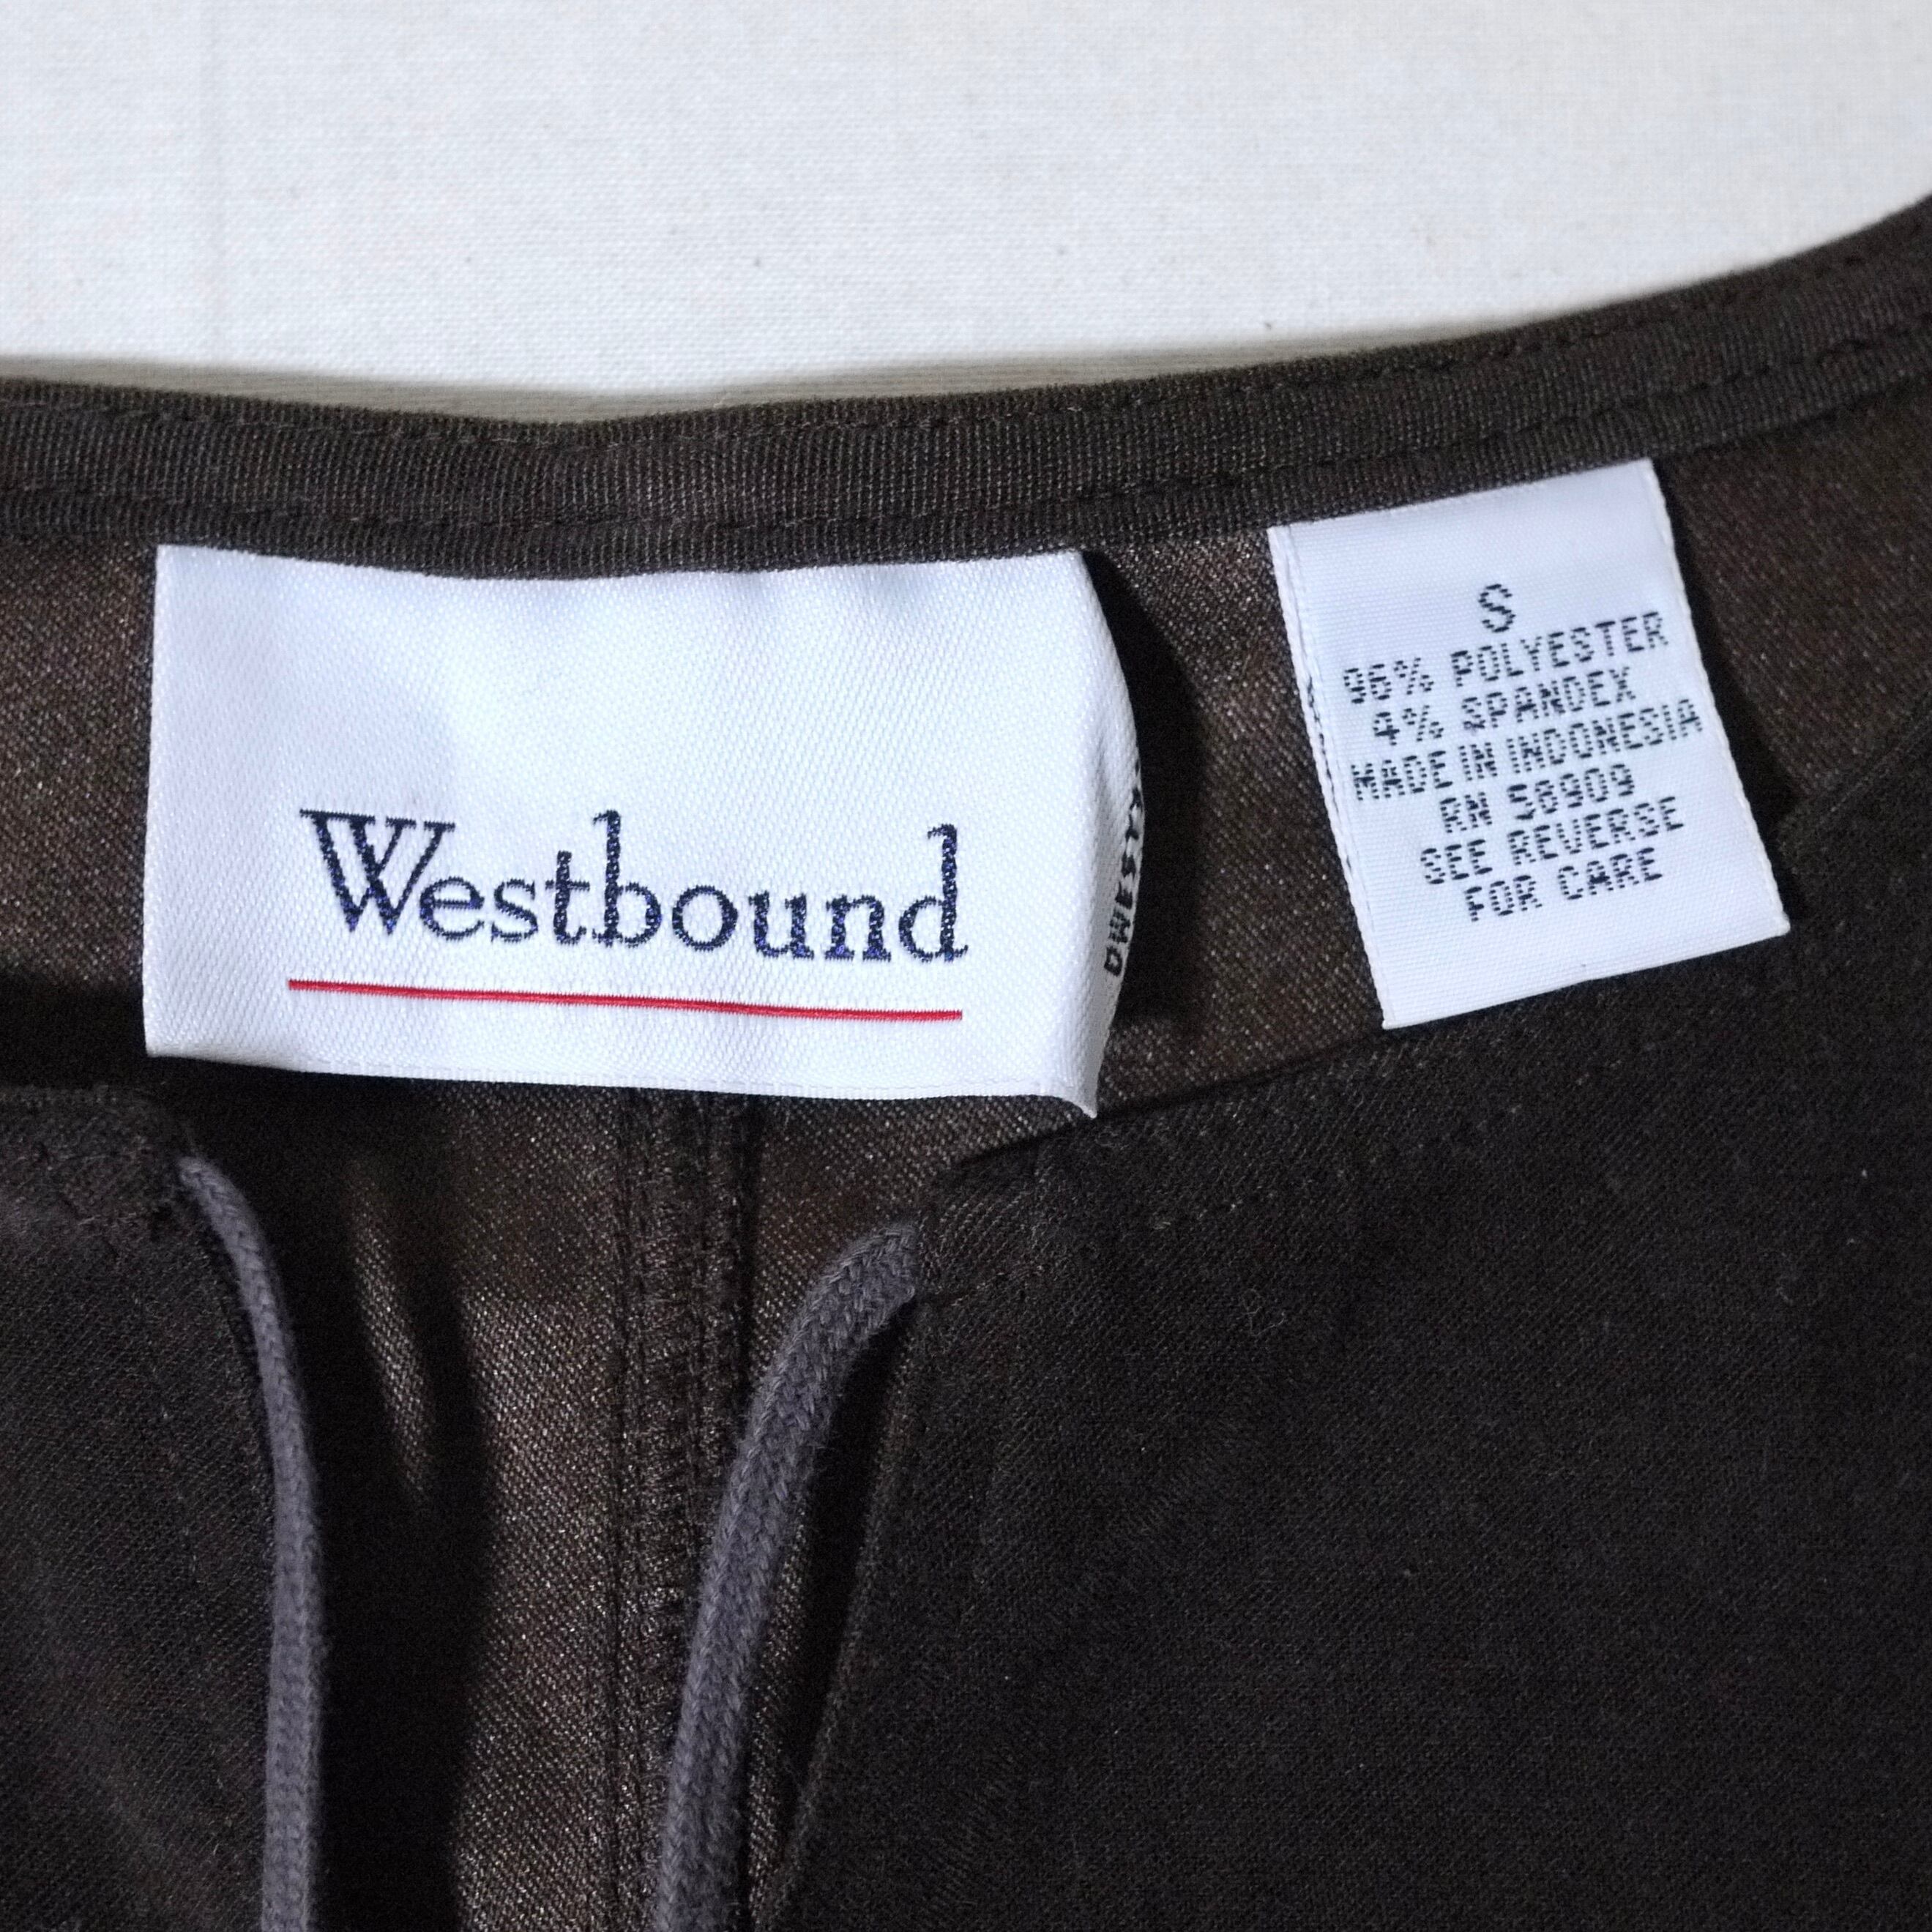 Westbound
S
96% POLYESTER
4% SPANDEX
MADE IN INDONESIA
RN 58909
SEE REVERSE
FOR CARE